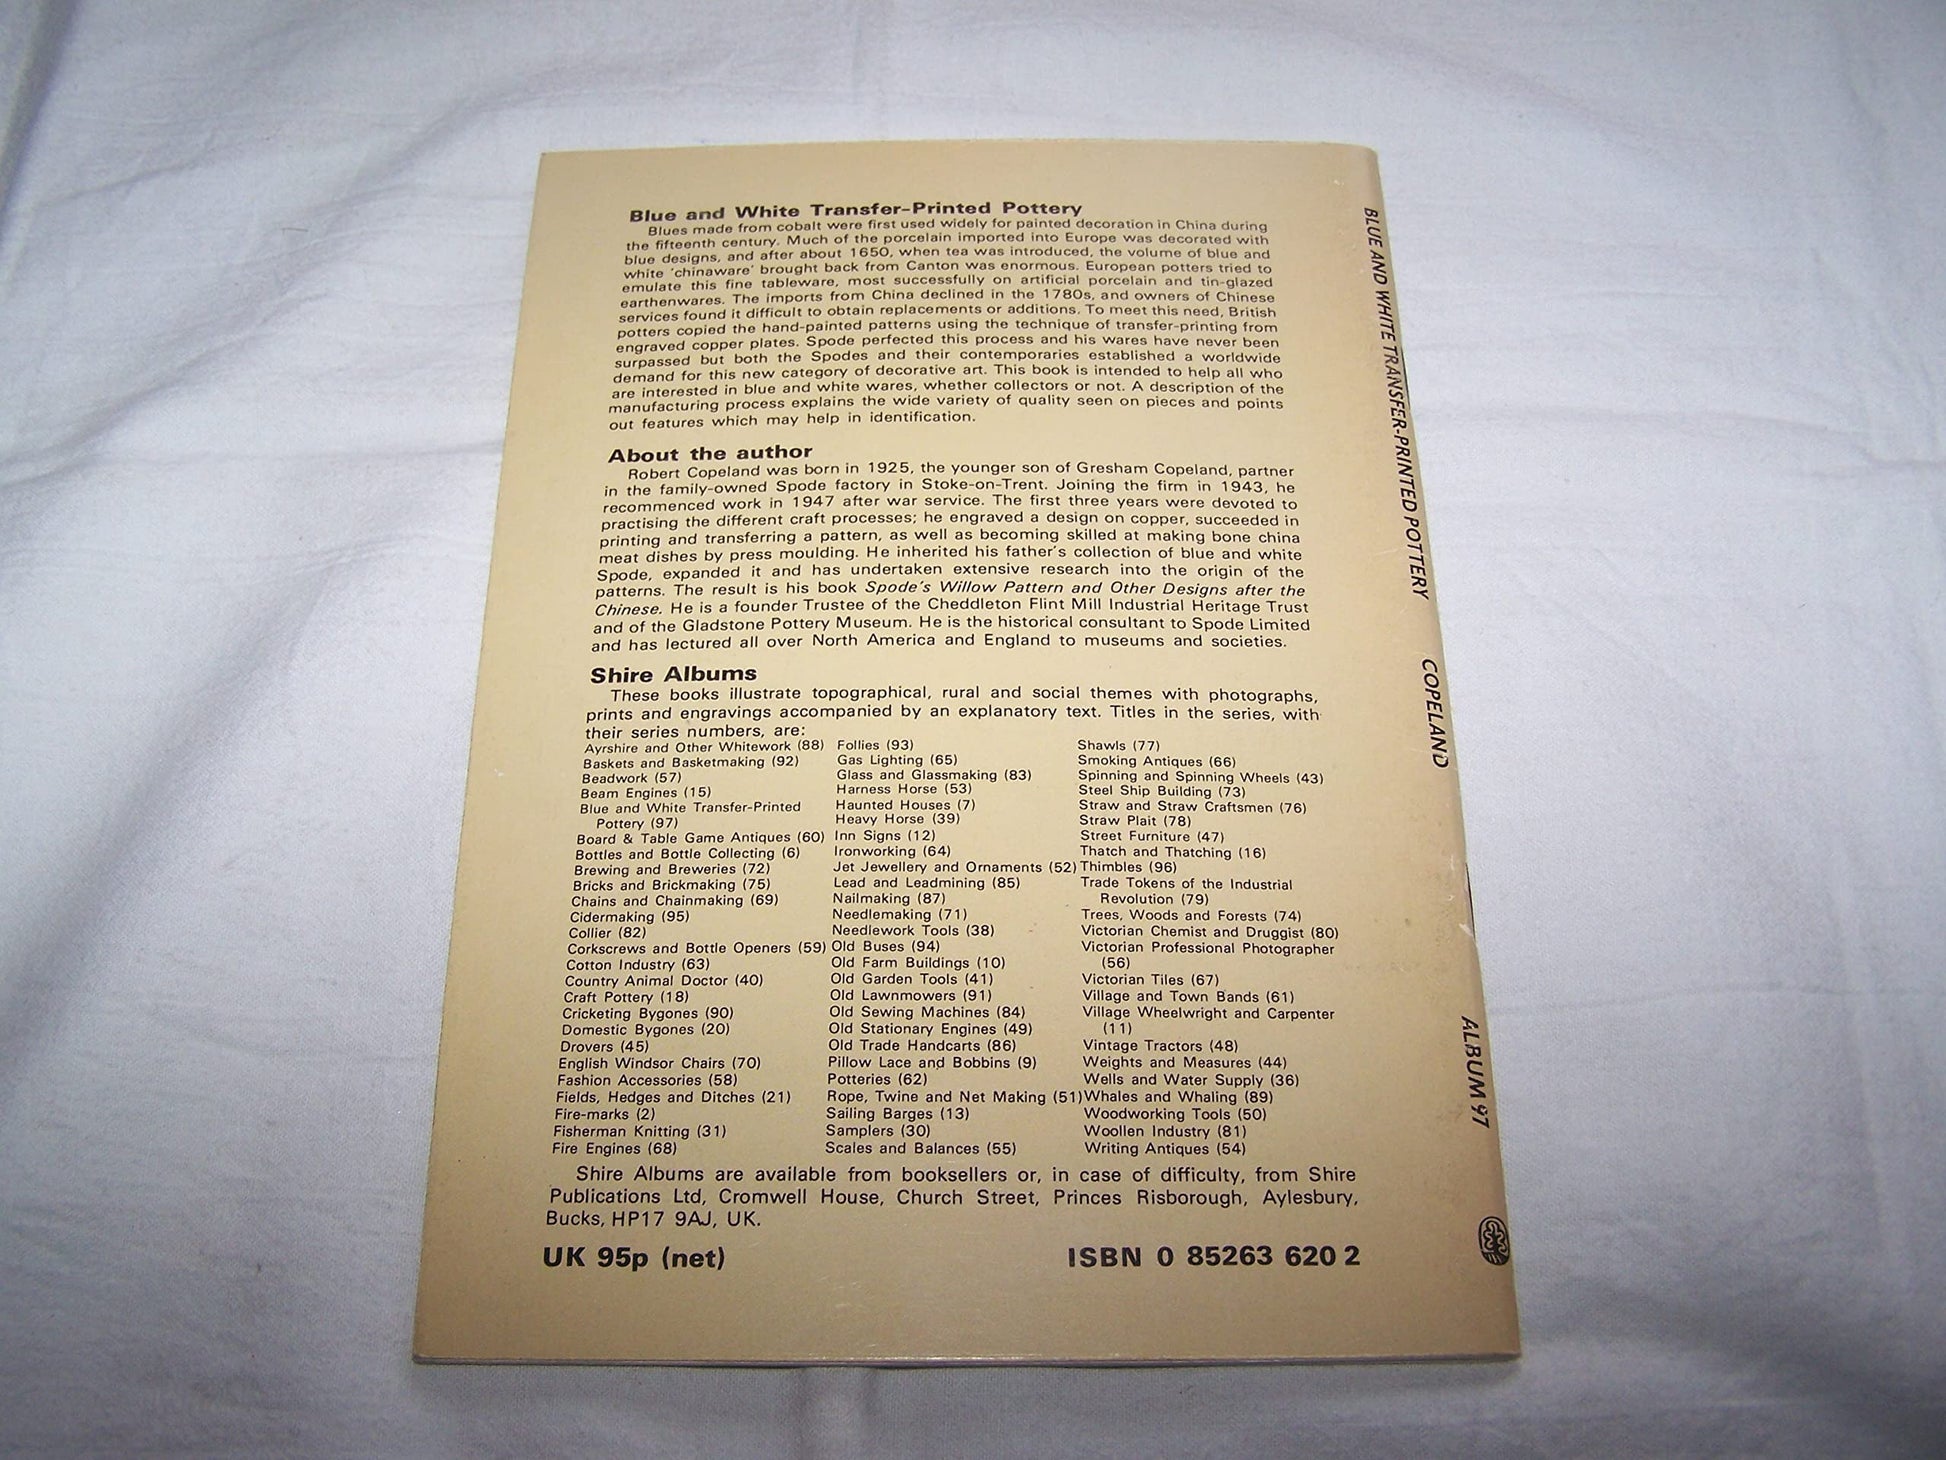 Blue and White Transfer-Printed Pottery
Blues made from cobalt were first used widely for painted decoration in China during
the fifteenth century. Much of the porcelain imported into Europe was decorated with
blue designs, and after about 1650, when tea was introduced, the volume of blue and
white 'chinaware' brought back from Canton was enormous. European potters tried to
emulate this fine tableware, most successfully on artificial porcelain and tin-glazed
earthenwares. The imports from China declined in the 1780s, and owners of Chinese
services found it difficult to obtain replacements or additions. To meet this need, British
potters copied the hand-painted patterns using the technique of transfer-printing from
engraved copper plates. Spode perfected this process and his wares have never been
surpassed but both the Spodes and their contemporaries established a worldwide
demand for this new category of decorative art. This book is intended to help all who
are interested in blue and white wares, whether collectors or not. A description of the
manufacturing process explains the wide variety of quality seen on pieces and points
out features which may help in identification.
About the author
Robert Copeland was born in 1925, the younger son of Gresham Copeland, partner
in the family-owned Spode factory in Stoke-on-Trent. Joining the firm in 1943, he
recommenced work in 1947 after war service. The first three years were devoted to
practising the different craft processes; he engraved a design on copper, succeeded in
printing and transferring a pattern, as well as becoming skilled at making bone china
meat dishes by press moulding. He inherited his father's collection of blue and white
Spode, expanded it and has undertaken extensive research into the origin of the
patterns. The result is his book Spode's Willow Pattern and Other Designs after the
Chinese. He is a founder Trustee of the Cheddleton Flint Mill Industrial Heritage Trust
and of the Gladstone Pottery Museum. He is the historical consultant to Spode Limited
and has lectured all over North America and England to museums and societies.
Shire Albums
These books illustrate topographical, rural and social themes with photographs,
prints and engravings accompanied by an explanatory text. Titles in the series, with
their series numbers, are:
Ayrshire and Other Whitework (88)
Baskets and Basketmaking (92)
Beadwork (57)
Beam Engines (15)
Blue and White Transfer-Printed
Pottery (97)
Board & Table Game Antiques (60)
Bottles and Bottle Collecting (6)
Brewing and Breweries (72)
Bricks and Brickmaking (75)
Chains and Chainmaking (69)
Cidermaking (95)
Collier (82)
Corkscrews and Bottle Openers (59)
Cotton Industry (63)
Country Animal Doctor (40)
Craft Pottery (18)
Cricketing Bygones (90)
Domestic Bygones (20)
Drovers (45)
English Windsor Chairs (70)
Fashion Accessories (58)
Fields, Hedges and Ditches (21)
Fire-marks (2)
Fisherman Knitting (31)
Fire Engines (68)
Follies (93)
Gas Lighting (65)
Glass and Glassmaking (83)
Harness Horse (53)
Haunted Houses (7)
Heavy Horse (39)
Inn Signs (12)
Ironworking (64)
Jet Jewellery and Ornaments (52)
Lead and Leadmining (85)
Nailmaking (87)
Needlemaking (71)
Needlework Tools (38)
Old Buses (94)
Old Farm Buildings (10)
Old Garden Tools (41)
Old Lawnmowers (91)
Old Sewing Machines (84)
Old Stationary Engines (49)
Old Trade Handcarts (86)
Pillow Lace and Bobbins (9)
Potteries (62)
Rope, Twine and Net Making (51)
Sailing Barges (13)
Samplers (30)
Scales and Balances (55)
Shawls (77)
Smoking Antiques (66)
Spinning and Spinning Wheels (43)
Steel Ship Building (73)
Straw and Straw Craftsmen (76)
Straw Plait (78)
Street Furniture (47)
Thatch and Thatching (16)
Thimbles (96)
Trade Tokens of the Industrial
Revolution (79)
Trees, Woods and Forests (74)
Victorian Chemist and Druggist (80)
Victorian Professional Photographer
(56)
Victorian Tiles (67)
Village and Town Bands (61)
Village Wheelwright and Carpenter
(11)
Vintage Tractors (48)
Weights and Measures (44)
Wells and Water Supply (36)
Whales and Whaling (89)
Woodworking Tools (50)
Woollen Industry (81)
Writing Antiques (54)
Shire Albums are available from booksellers or, in case of difficulty, from Shire
Publications Ltd, Cromwell House, Church Street, Princes Risborough, Aylesbury,
Bucks, HP17 9AJ, UK.
UK 95p (net)
ISBN 0 85263 620 2
BLUE AND WHITE TRANSFER-PRINTED POTTERY
COPELAND
ALBUM 97